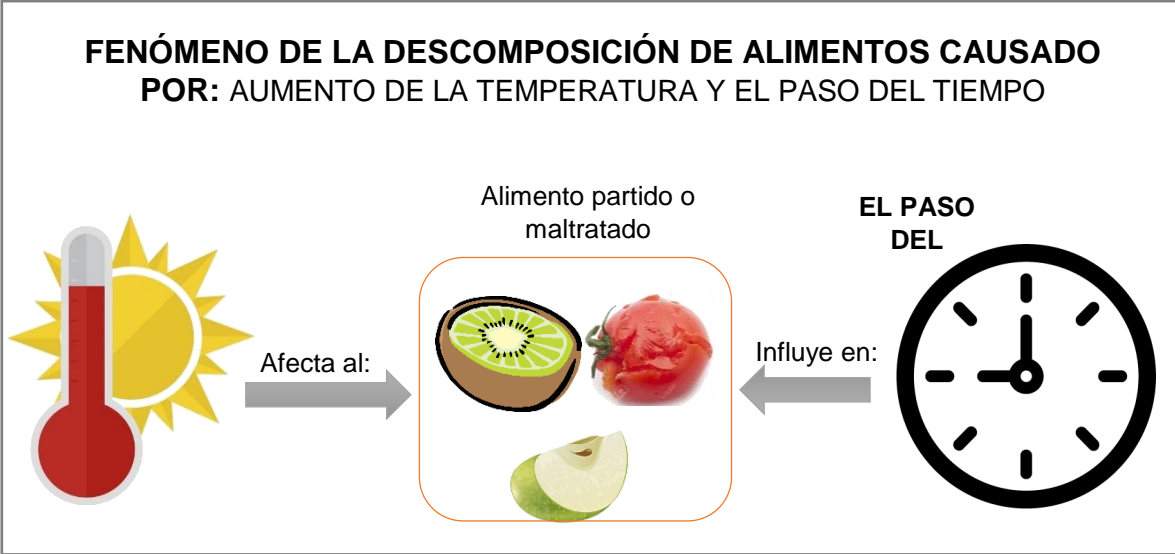 FENÓMENO DE LA DESCOMPOSICIÓN DE ALIMENTOS CAUSADO
POR: AUMENTO DE LA TEMPERATURA Y EL PASO DEL TIEMPO
Alimento partido o
maltratado
EL PASO
DEL
Afecta al:
Influye en: